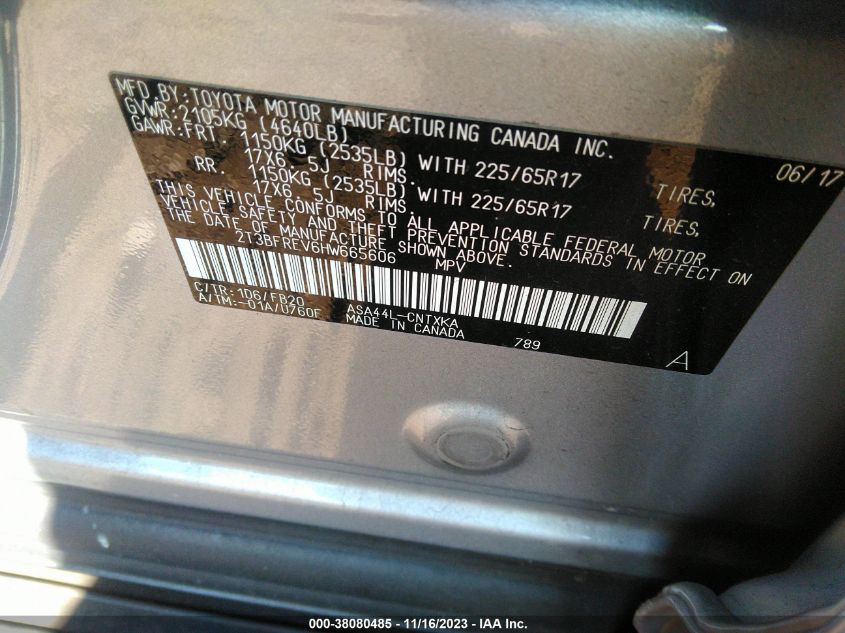 MFD BY: TOYOTA MOTOR MANUFACTURING CANADA INC. 06/17
GVWR: 2105KG (4640LB)
GAWR: FRT 1150KG (2535LB) WITH 225/65R17 TIRES,
17X6.5J RIMS.
RR. 1150KG (2535LB) WITH 225/65R17 TIRES,
17X6.5J RIMS
THIS VEHICLE CONFORMS TO ALL APPLICABLE FEDERAL MOTOR
VEHICLE SAFETY AND THEFT PREVENTION STANDARDS IN EFFECT ON
THE DATE OF MANUFACTURE SHOWN ABOVE.
2T3BFREV6HW665606 MPV
C/TR: 1D6/FB20 ASA44L-CNTXKA
A/TM:-01A/U760F MADE IN CANADA 789 A
000-38080485 - 11/16/2023 - IAA Inc.